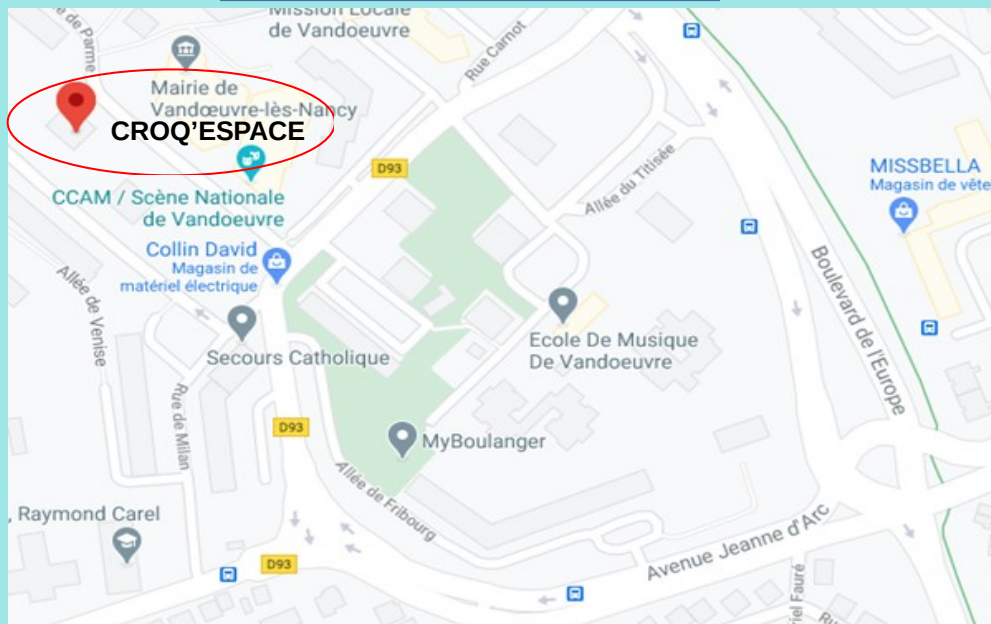 Mission Locale
de Vandoeuvre
e de Parme
Rue Carnot
Mairie de
Vandœuvre-lès-Nancy
CROQ'ESPACE
D93
CCAM / Scène Nationale
de Vandoeuvre
Allée du Titisée
MISSBELLA
Magasin de vête
Collin David
Magasin de
matériel électrique
Allée de Venise
Boulevard de l'Europe
Secours Catholique
Ecole De Musique
De Vandoeuvre
Rue de Milan
D93
MyBoulanger
Allée de Fribourg
, Raymond Carel
Avenue Jeanne d'Arc
D93
riel Fauré
Ru